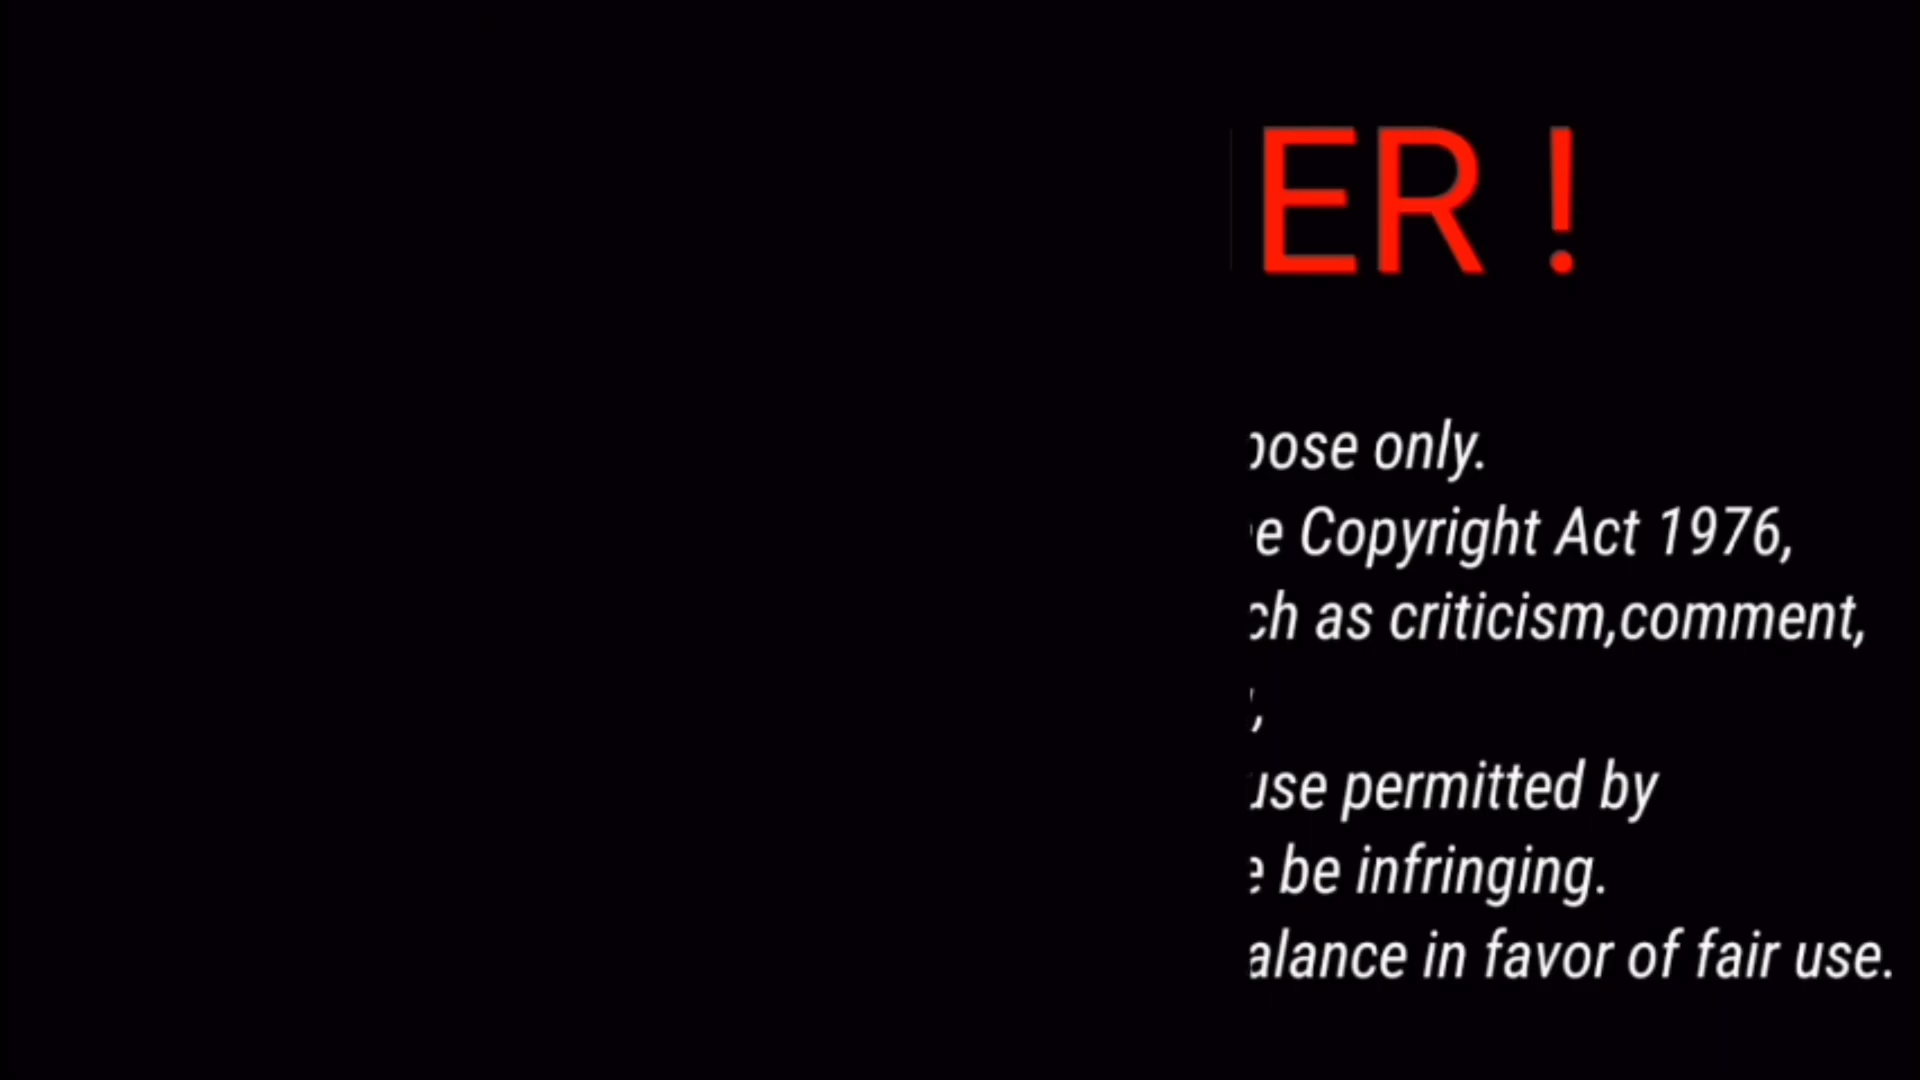 ER !
pose only.
e Copyright Act 1976,
ch as criticism,comment,
,
use permitted by
e be infringing.
alance in favor of fair use.